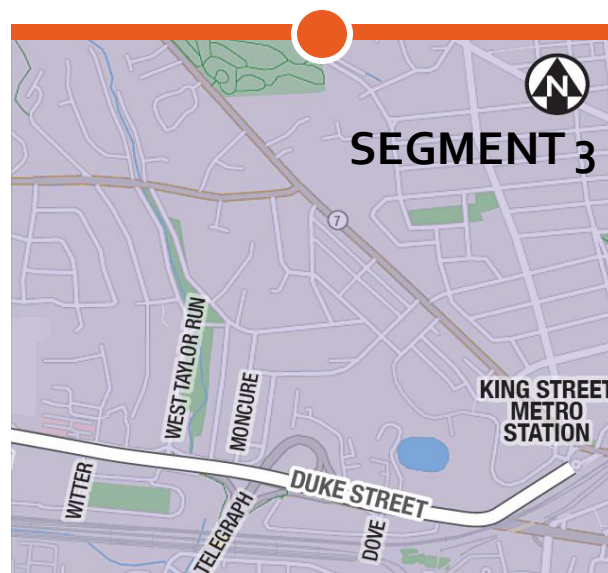 N
SEGMENT 3
7
WEST TAYLOR RUN
MONCURE
KING STREET
METRO
STATION
WITTER
TELEGRAPH
DUKE STREET
DOVE